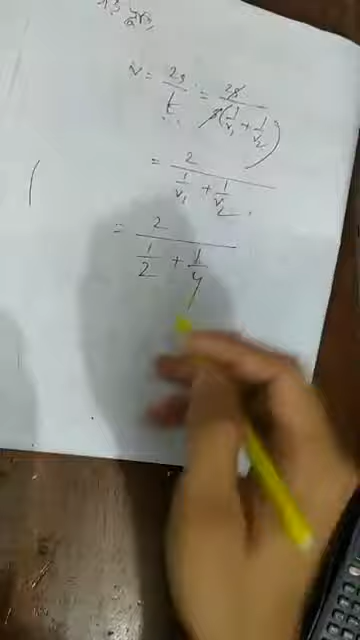 v = 2s/t = 2s/s(1/v₁ + 1/v₂)
= 2/(1/v₁ + 1/v₂)
= 2/(1/2 + 1/4)